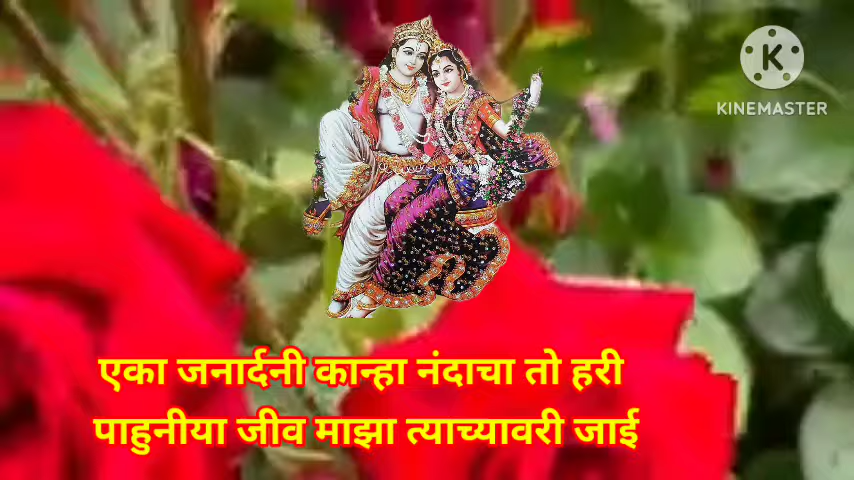 KINEMASTER
एका जनार्दनी कान्हा नंदाचा तो हरी
पाहुनीया जीव माझा त्याच्यावरी जाई